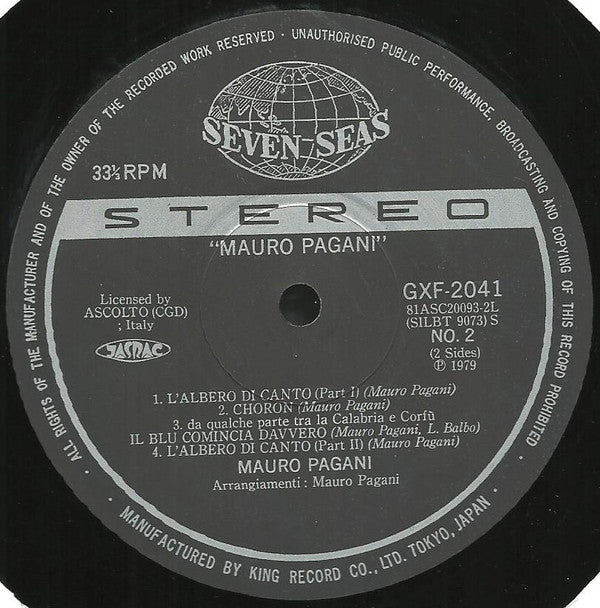 ALL RIGHTS OF THE MANUFACTURER AND OF THE OWNER OF THE RECORDED WORK RESERVED · UNAUTHORISED PUBLIC PERFORMANCE, BROADCASTING AND COPYING OF THIS RECORD PROHIBITED ·
SEVEN SEAS
33⅓ RPM
STEREO
"MAURO PAGANI"
Licensed by
ASCOLTO (CGD)
; Italy
JASRAC
GXF-2041
81ASC20093-2L
(SILBT 9073) S
NO. 2
(2 Sides)
℗ 1979
1. L'ALBERO DI CANTO (Part I) (Mauro Pagani)
2. CHORON (Mauro Pagani)
3. da qualche parte tra la Calabria e Corfù
IL BLU COMINCIA DAVVERO (Mauro Pagani, L. Balbo)
4. L'ALBERO DI CANTO (Part II) (Mauro Pagani)
MAURO PAGANI
Arrangiamenti : Mauro Pagani
MANUFACTURED BY KING RECORD CO., LTD. TOKYO, JAPAN ·